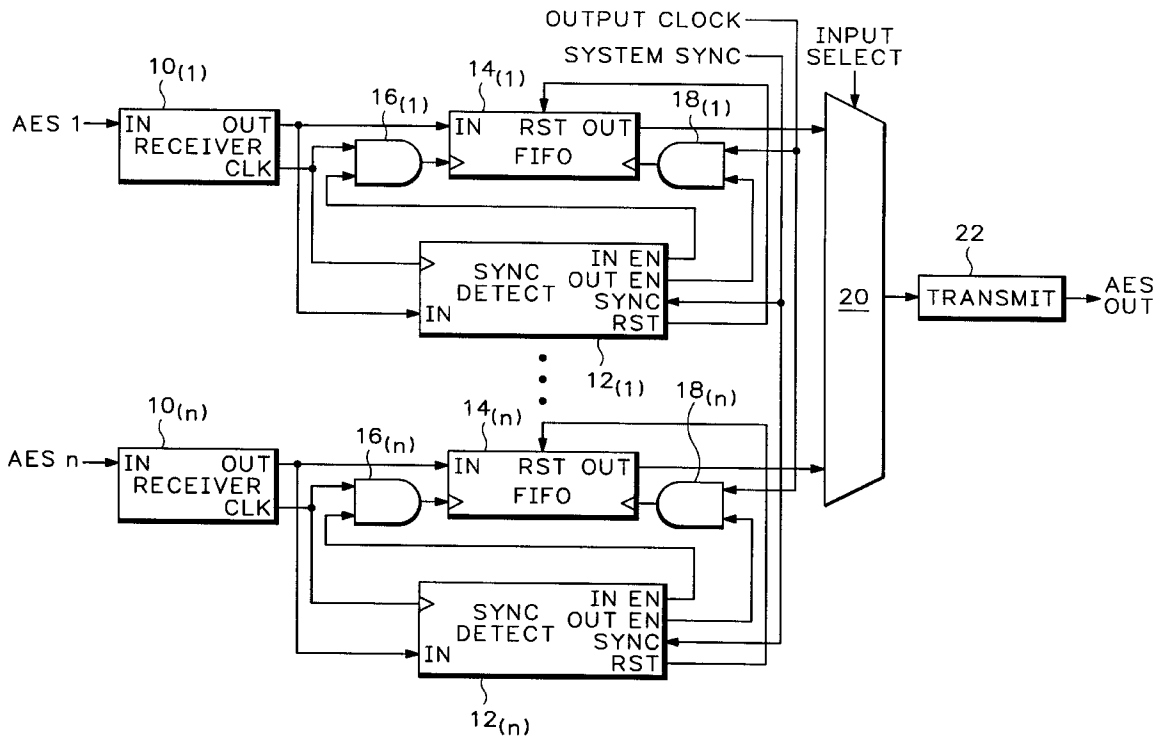 OUTPUT CLOCK
SYSTEM SYNC
INPUT
SELECT
10(1)
16(1)
14(1)
18(1)
AES 1
IN OUT
RECEIVER
CLK
IN RST OUT
FIFO
SYNC
DETECT
IN
IN EN
OUT EN
SYNC
RST
12(1)
20
22
TRANSMIT
AES
OUT
10(n)
16(n)
14(n)
18(n)
AES n
IN OUT
RECEIVER
CLK
IN RST OUT
FIFO
SYNC
DETECT
IN
IN EN
OUT EN
SYNC
RST
12(n)